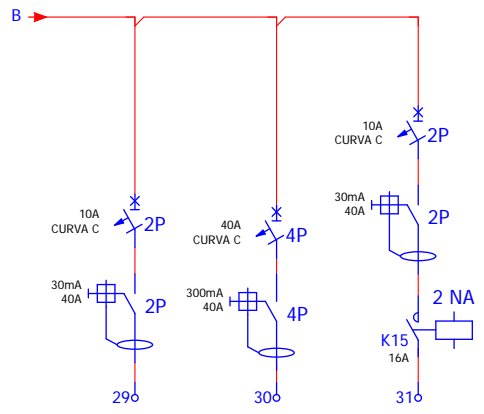 B
10A
CURVA C
2P
30mA
40A
2P
10A
CURVA C
2P
40A
CURVA C
4P
30mA
40A
2P
300mA
40A
4P
2 NA
K15
16A
29
30
31